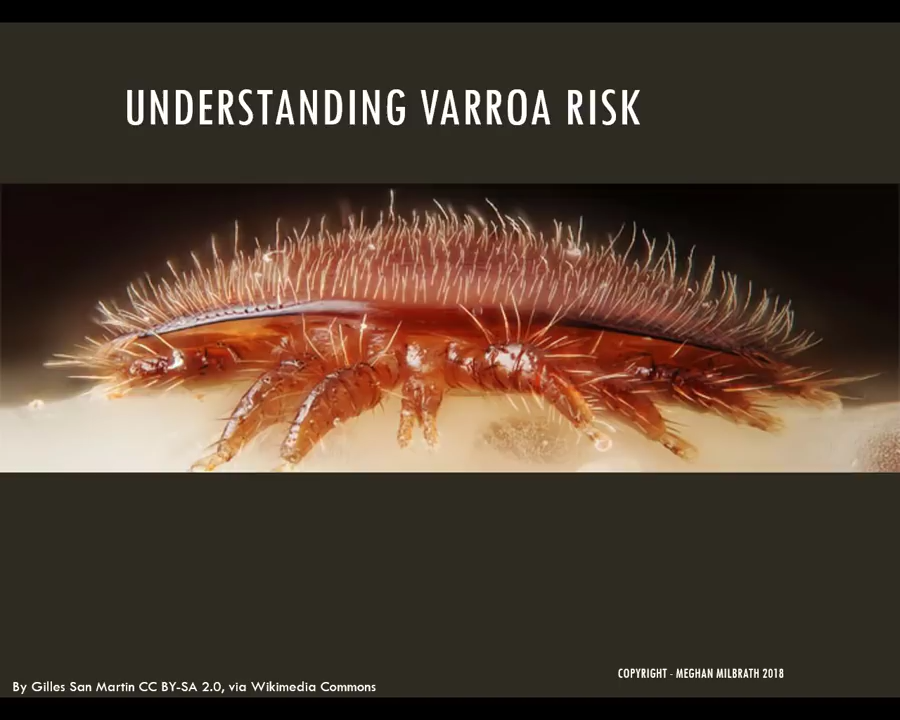 UNDERSTANDING VARROA RISK
COPYRIGHT - MEGHAN MILBRATH 2018
By Gilles San Martin CC BY-SA 2.0, via Wikimedia Commons